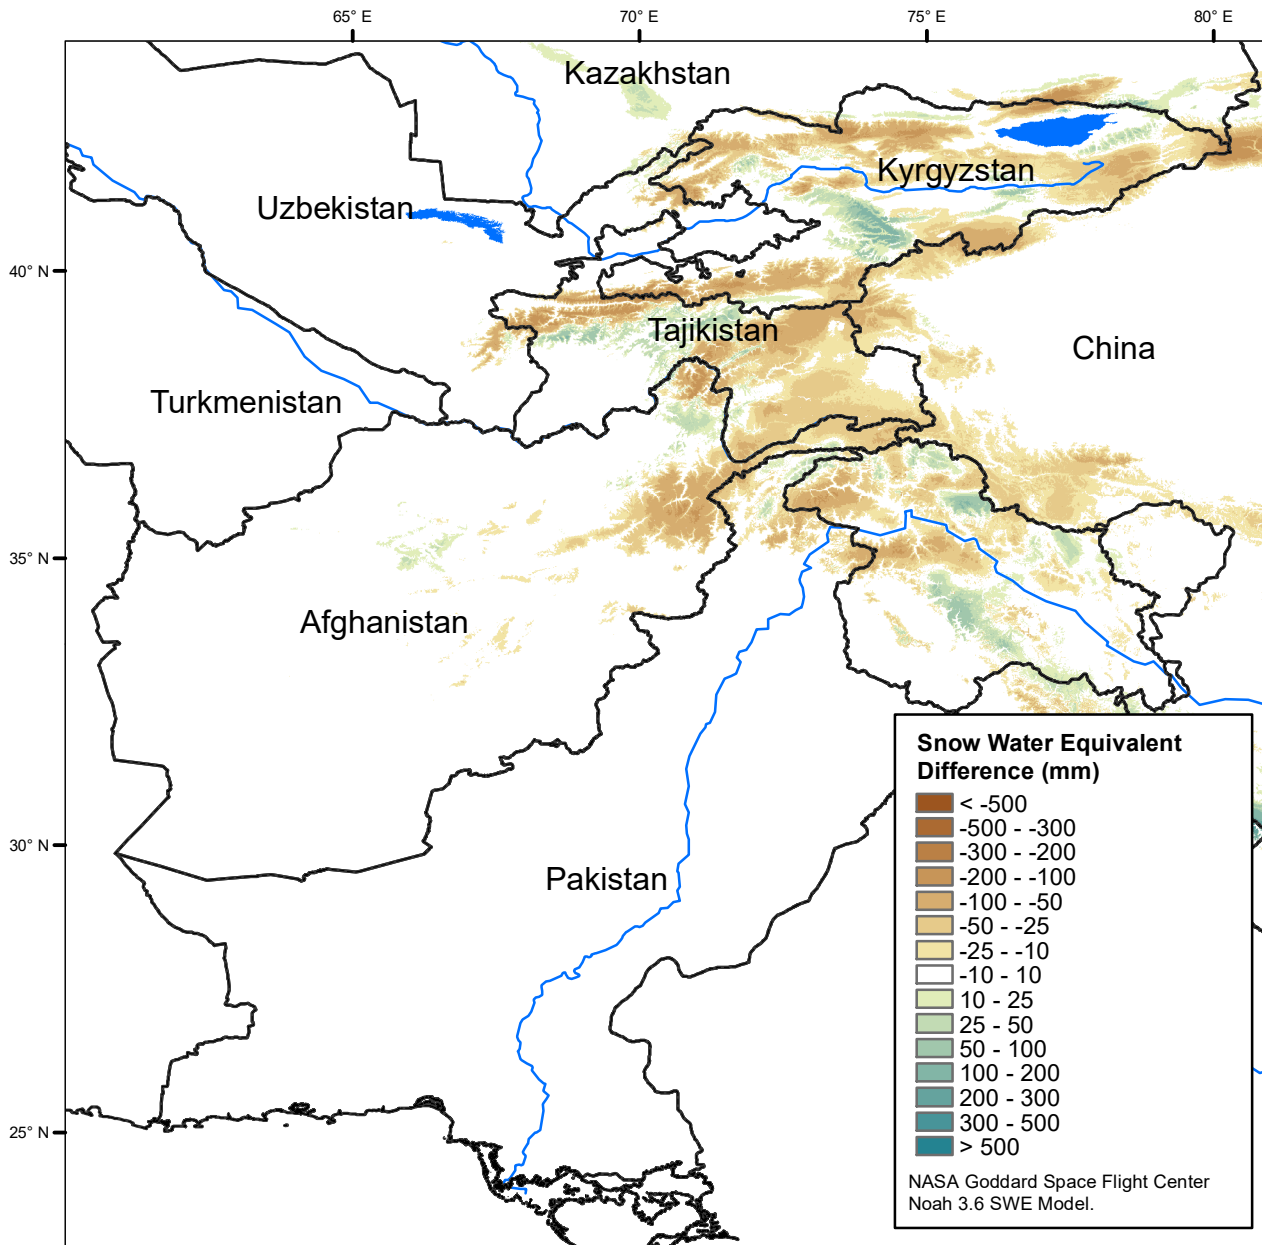 65° E
70° E
75° E
80° E
Kazakhstan
Kyrgyzstan
Uzbekistan
40° N
Tajikistan
China
Turkmenistan
35° N
Afghanistan
30° N
Pakistan
25° N
Snow Water Equivalent
Difference (mm)
< -500
-500 - -300
-300 - -200
-200 - -100
-100 - -50
-50 - -25
-25 - -10
-10 - 10
10 - 25
25 - 50
50 - 100
100 - 200
200 - 300
300 - 500
> 500
NASA Goddard Space Flight Center
Noah 3.6 SWE Model.